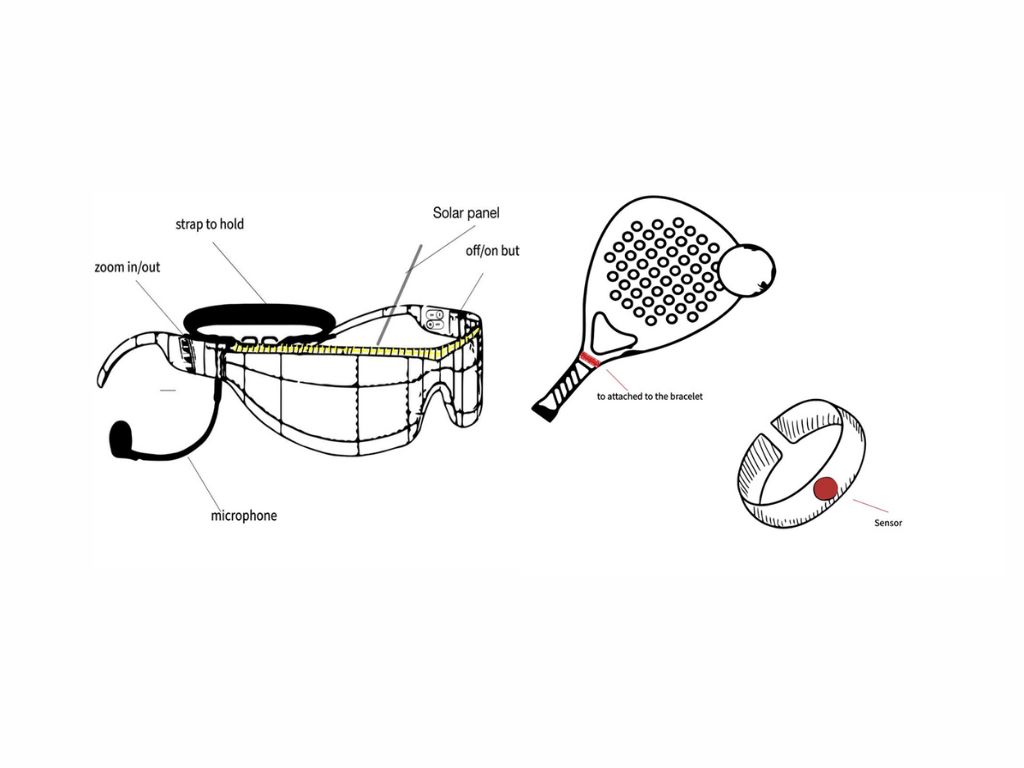 strap to hold
Solar panel
off/on but
zoom in/out
microphone
to attached to the bracelet
Sensor